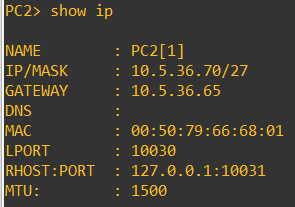 PC2> show ip
NAME        : PC2[1]
IP/MASK     : 10.5.36.70/27
GATEWAY     : 10.5.36.65
DNS         :
MAC         : 00:50:79:66:68:01
LPORT       : 10030
RHOST:PORT  : 127.0.0.1:10031
MTU:        : 1500